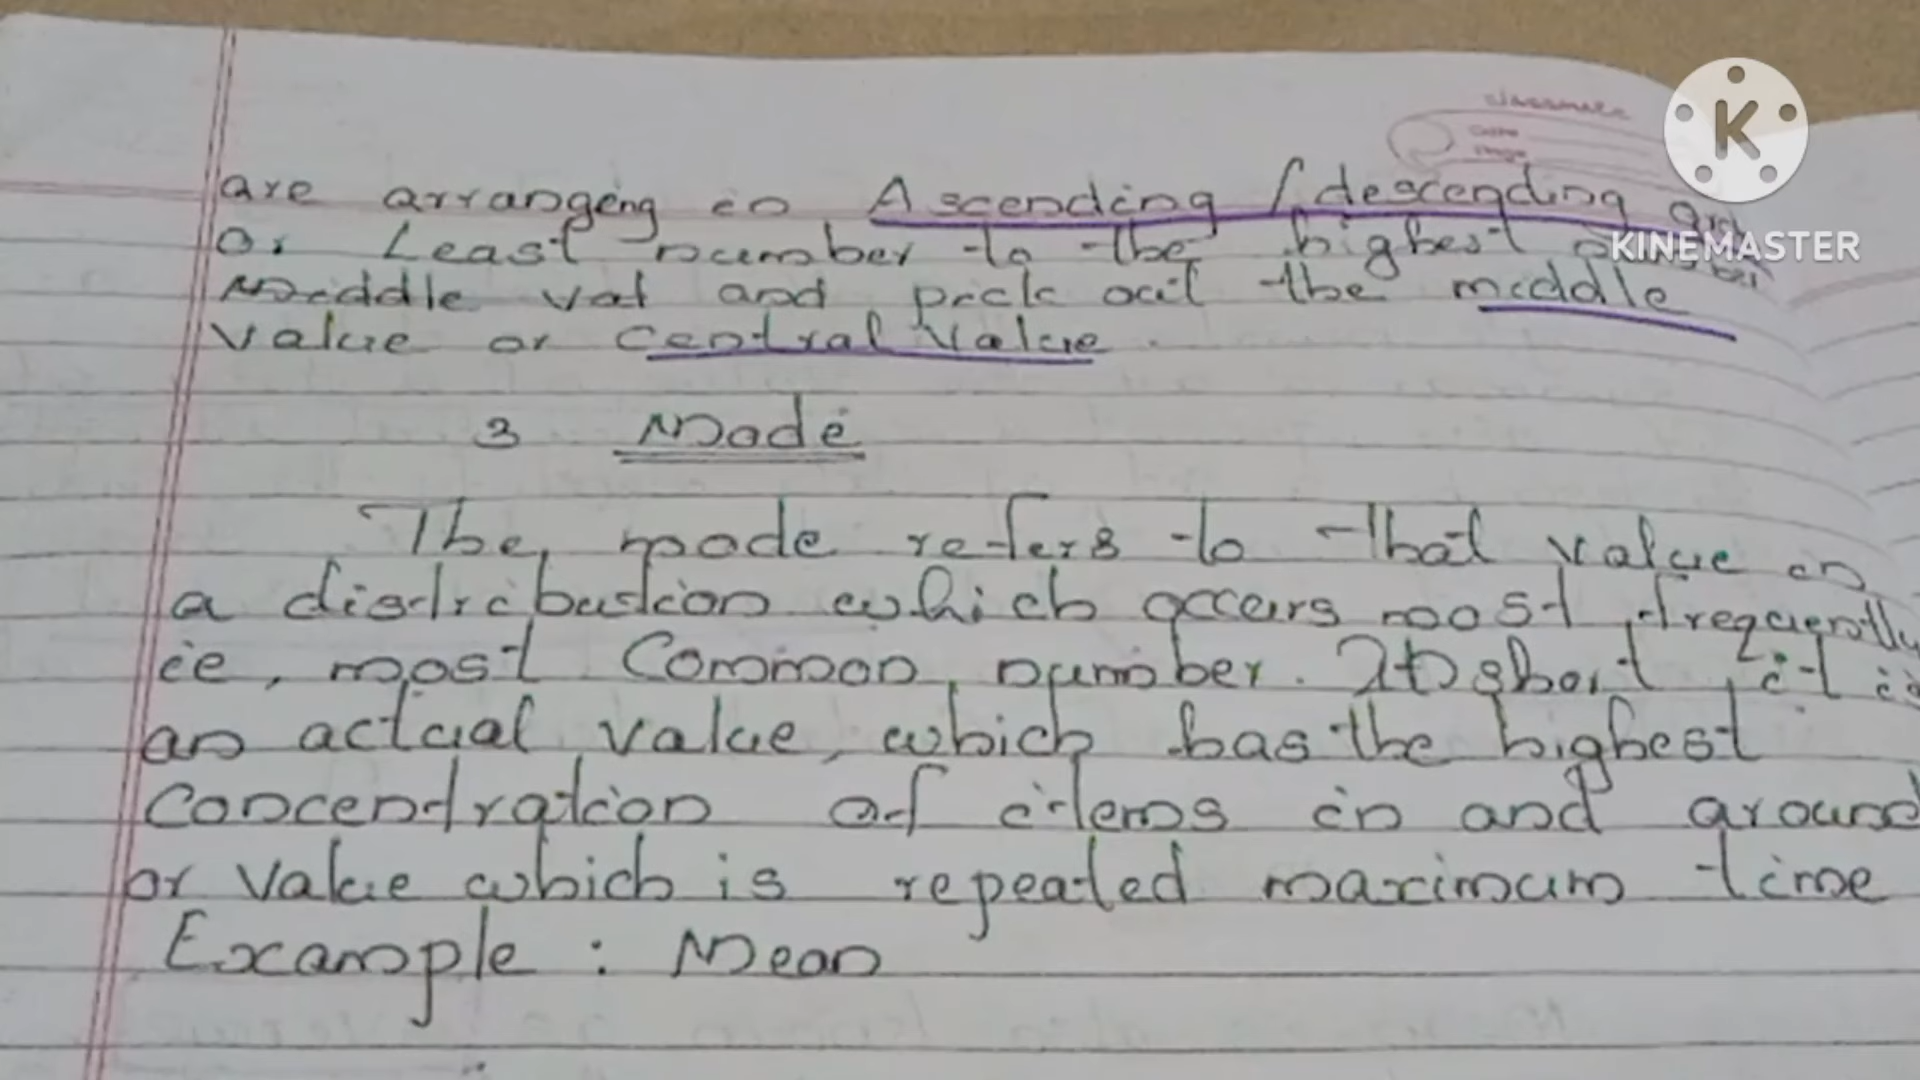 classmate
Date
Page
K
KINEMASTER
are arranging in Ascending / descending
or Least number to the highest
middle val and pick out the middle
value or Central Value.
3 Mode
The mode refers to that value in
a distribution which occurs most frequently
ie, most Common number. In short, it is
an actual value, which has the highest
Concentration of items in and around
or value which is repeated maximum time
Example : Mean